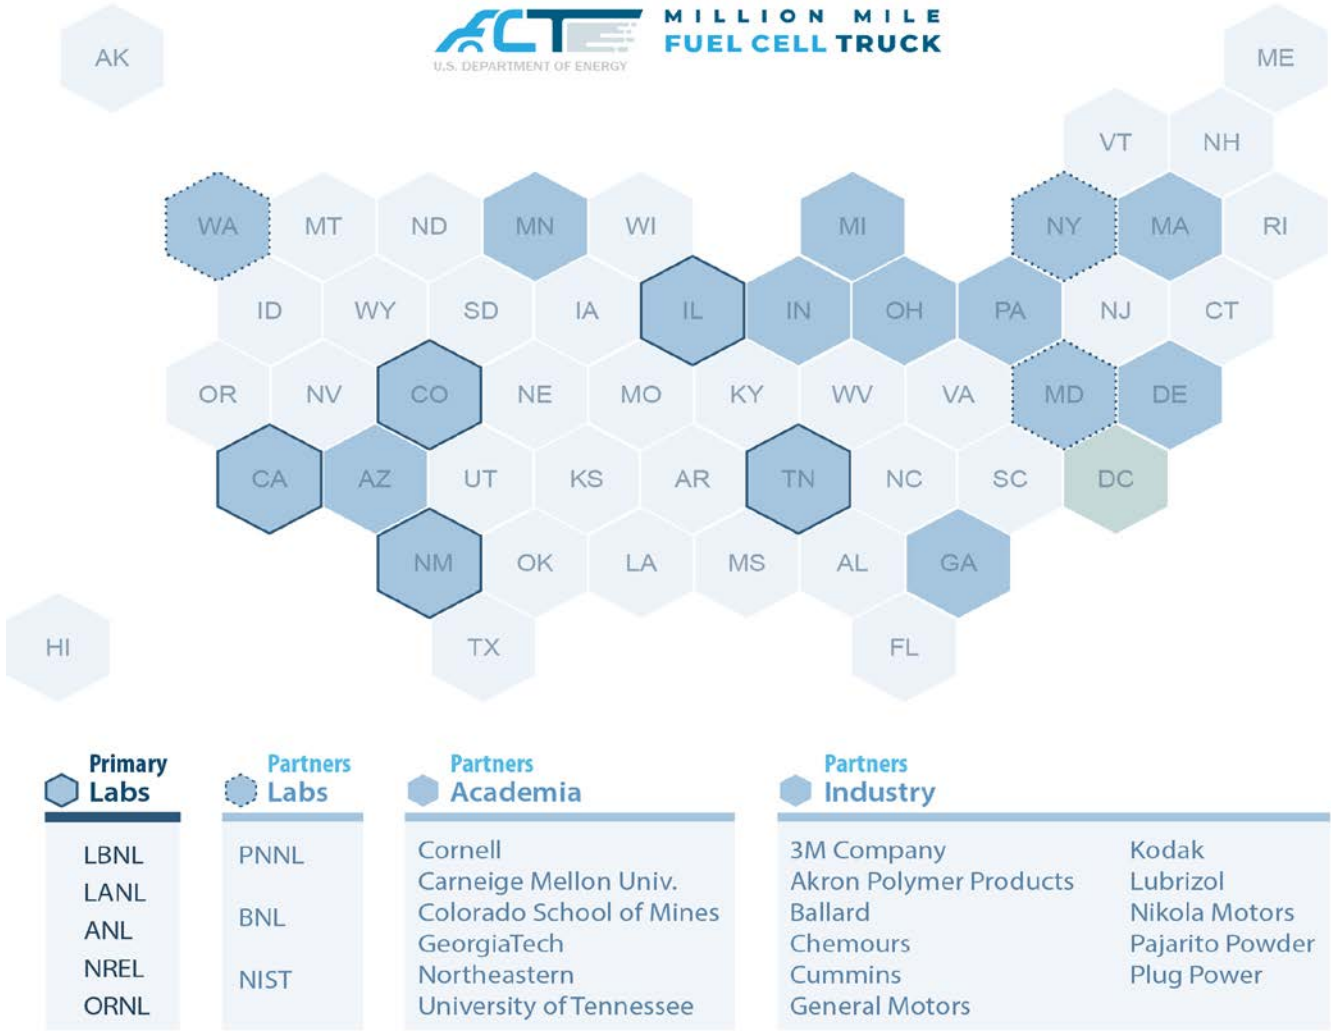 MILLION MILE
FUEL CELL TRUCK
U.S. DEPARTMENT OF ENERGY
AK
ME
VT NH
WA MT ND MN WI MI NY MA RI
ID WY SD IA IL IN OH PA NJ CT
OR NV CO NE MO KY WV VA MD DE
CA AZ UT KS AR TN NC SC DC
NM OK LA MS AL GA
HI TX FL
Primary
Labs
LBNL
LANL
ANL
NREL
ORNL
Partners
Labs
PNNL
BNL
NIST
Partners
Academia
Cornell
Carneige Mellon Univ.
Colorado School of Mines
GeorgiaTech
Northeastern
University of Tennessee
Partners
Industry
3M Company
Akron Polymer Products
Ballard
Chemours
Cummins
General Motors
Kodak
Lubrizol
Nikola Motors
Pajarito Powder
Plug Power